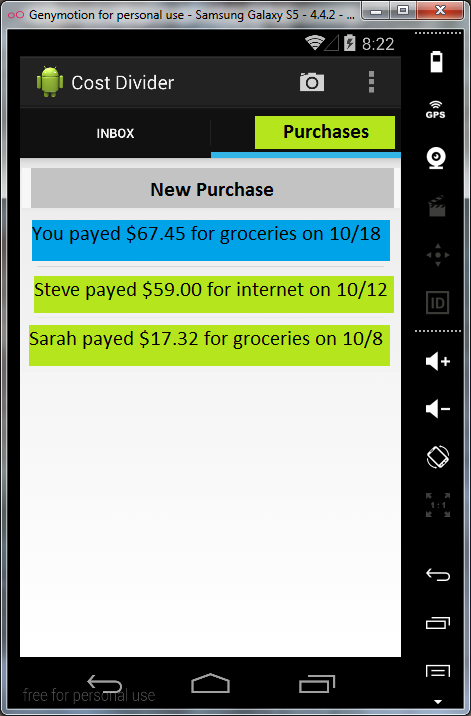 Genymotion for personal use - Samsung Galaxy S5 - 4.4.2 - ...
8:22
Cost Divider
GPS
INBOX
Purchases
New Purchase
You payed $67.45 for groceries on 10/18
Steve payed $59.00 for internet on 10/12
ID
Sarah payed $17.32 for groceries on 10/8
1:1
free for personal use